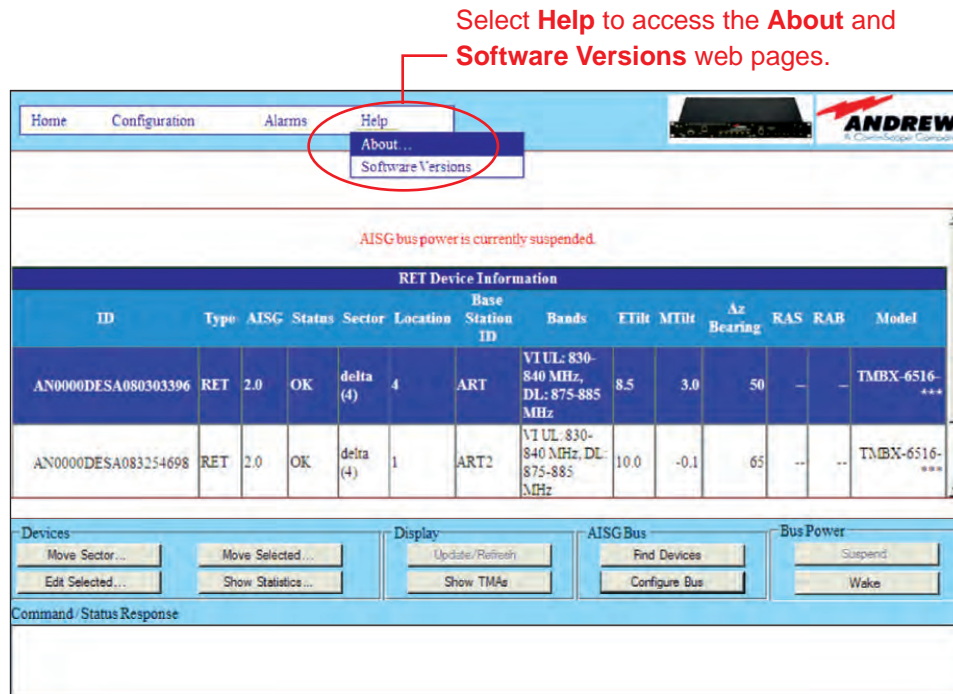 Select Help to access the About and
Software Versions web pages.
Home Configuration Alarms Help
About...
Software Versions
ANDREW
A CommScope Company
AISG bus power is currently suspended.
RET Device Information
ID Type AISG Status Sector Location Base Station ID Bands ETilt MTilt Az Bearing RAS RAB Model
AN0000DESA080303396 RET 2.0 OK delta (4) 4 ART VI UL: 830-840 MHz, DL: 875-885 MHz 8.5 3.0 50 -- -- TMBX-6516-***
AN0000DESA083254698 RET 2.0 OK delta (4) 1 ART2 VI UL: 830-840 MHz, DL: 875-885 MHz 10.0 -0.1 65 -- -- TMBX-6516-***
Devices Display AISG Bus Bus Power
Move Sector... Move Selected... Update/Refresh Find Devices Suspend
Edit Selected... Show Statistics... Show TMAs Configure Bus Wake
Command/Status Response